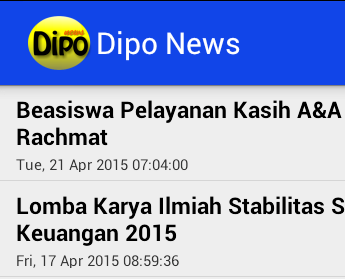 Dipo Dipo News
Beasiswa Pelayanan Kasih A&A
Rachmat
Tue, 21 Apr 2015 07:04:00
Lomba Karya Ilmiah Stabilitas S
Keuangan 2015
Fri, 17 Apr 2015 08:59:36